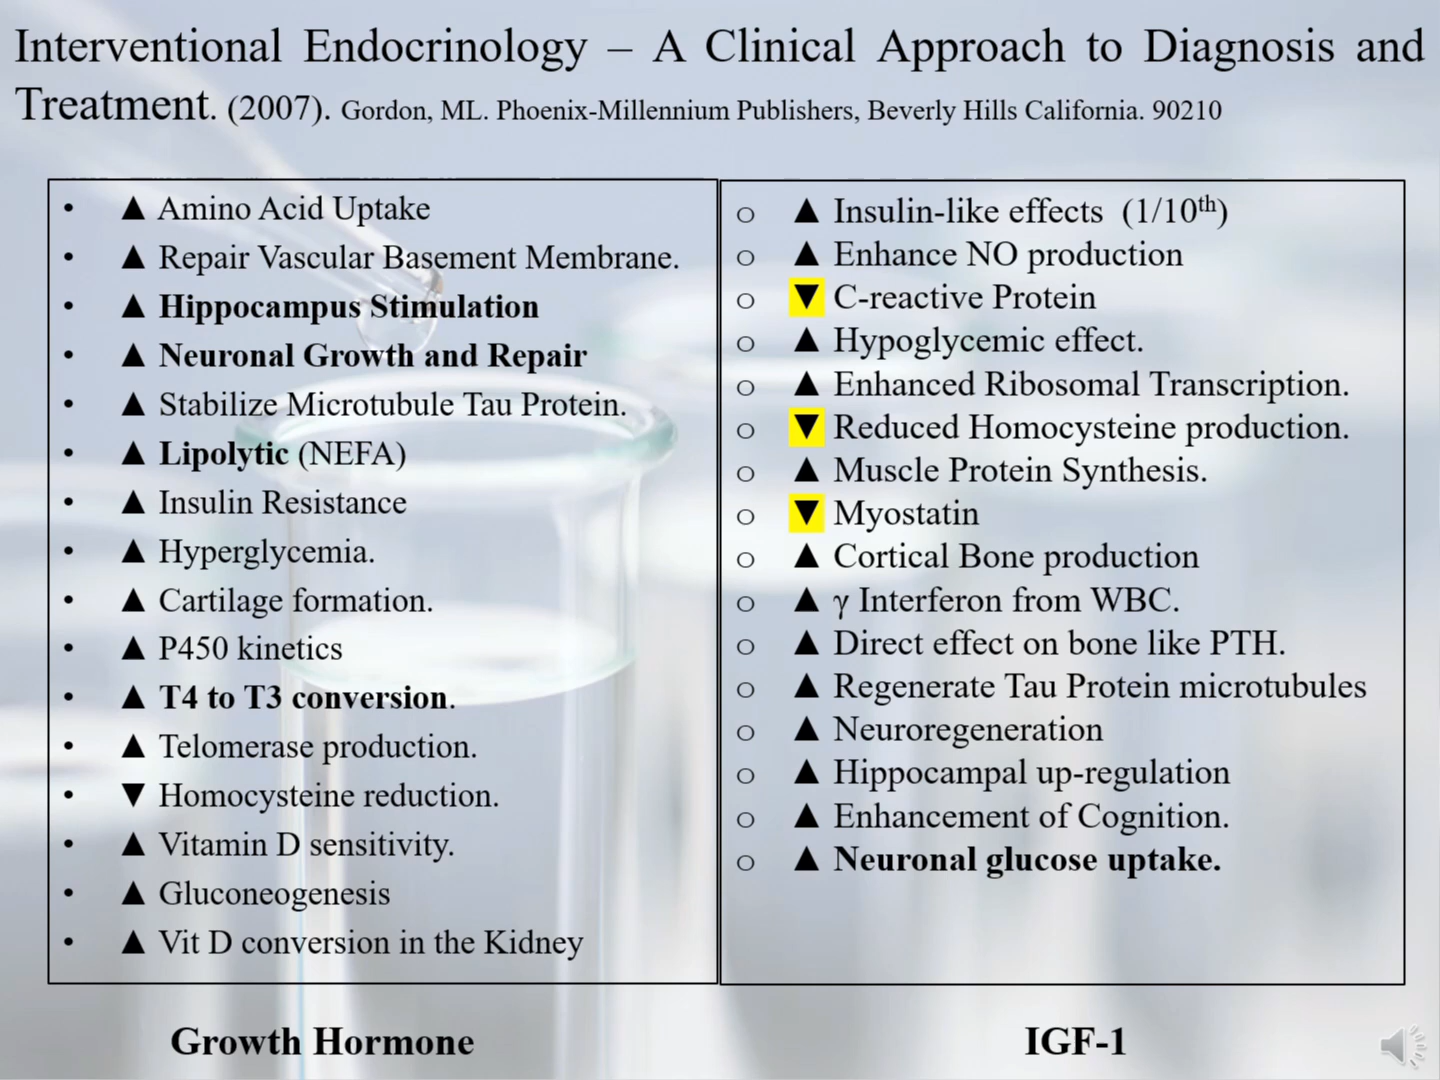 Interventional Endocrinology – A Clinical Approach to Diagnosis and
Treatment. (2007). Gordon, ML. Phoenix-Millennium Publishers, Beverly Hills California. 90210
• ▲ Amino Acid Uptake
• ▲ Repair Vascular Basement Membrane.
• ▲ Hippocampus Stimulation
• ▲ Neuronal Growth and Repair
• ▲ Stabilize Microtubule Tau Protein.
• ▲ Lipolytic (NEFA)
• ▲ Insulin Resistance
• ▲ Hyperglycemia.
• ▲ Cartilage formation.
• ▲ P450 kinetics
• ▲ T4 to T3 conversion.
• ▲ Telomerase production.
• ▼ Homocysteine reduction.
• ▲ Vitamin D sensitivity.
• ▲ Gluconeogenesis
• ▲ Vit D conversion in the Kidney
Growth Hormone
○ ▲ Insulin-like effects (1/10th)
○ ▲ Enhance NO production
○ ▼ C-reactive Protein
○ ▲ Hypoglycemic effect.
○ ▲ Enhanced Ribosomal Transcription.
○ ▼ Reduced Homocysteine production.
○ ▲ Muscle Protein Synthesis.
○ ▼ Myostatin
○ ▲ Cortical Bone production
○ ▲ γ Interferon from WBC.
○ ▲ Direct effect on bone like PTH.
○ ▲ Regenerate Tau Protein microtubules
○ ▲ Neuroregeneration
○ ▲ Hippocampal up-regulation
○ ▲ Enhancement of Cognition.
○ ▲ Neuronal glucose uptake.
IGF-1